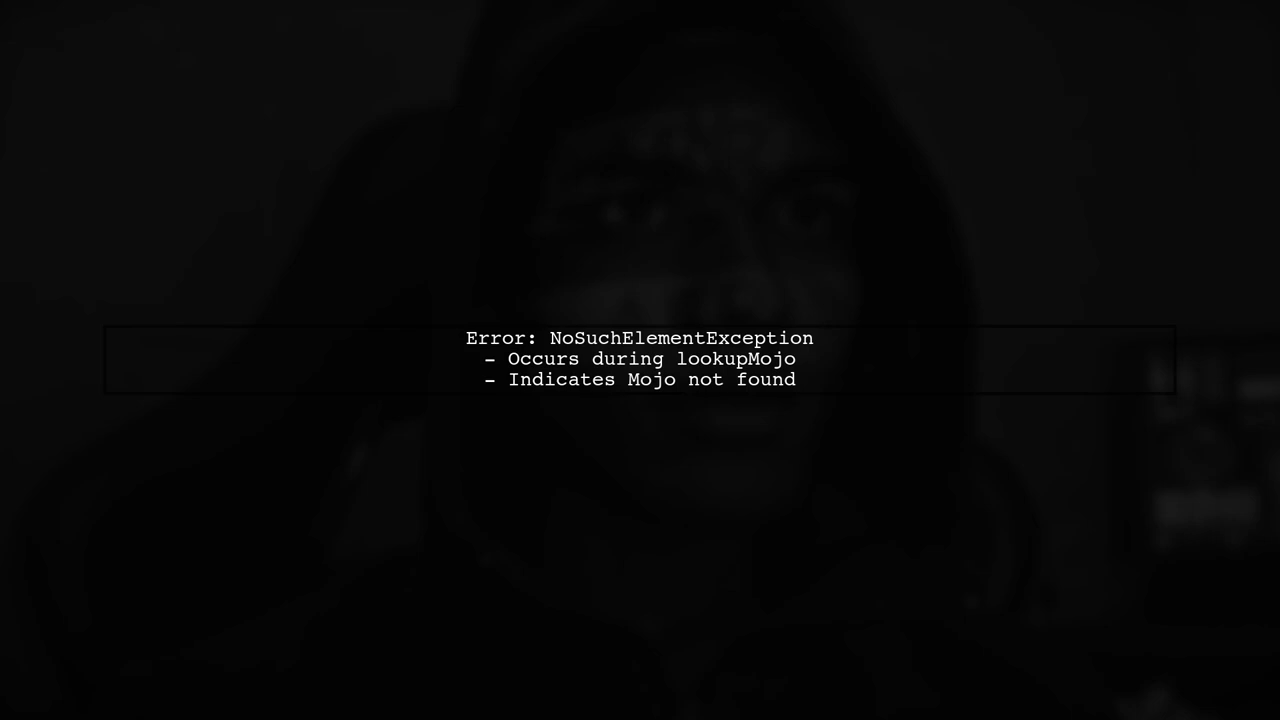 Error: NoSuchElementException
- Occurs during lookupMojo
- Indicates Mojo not found